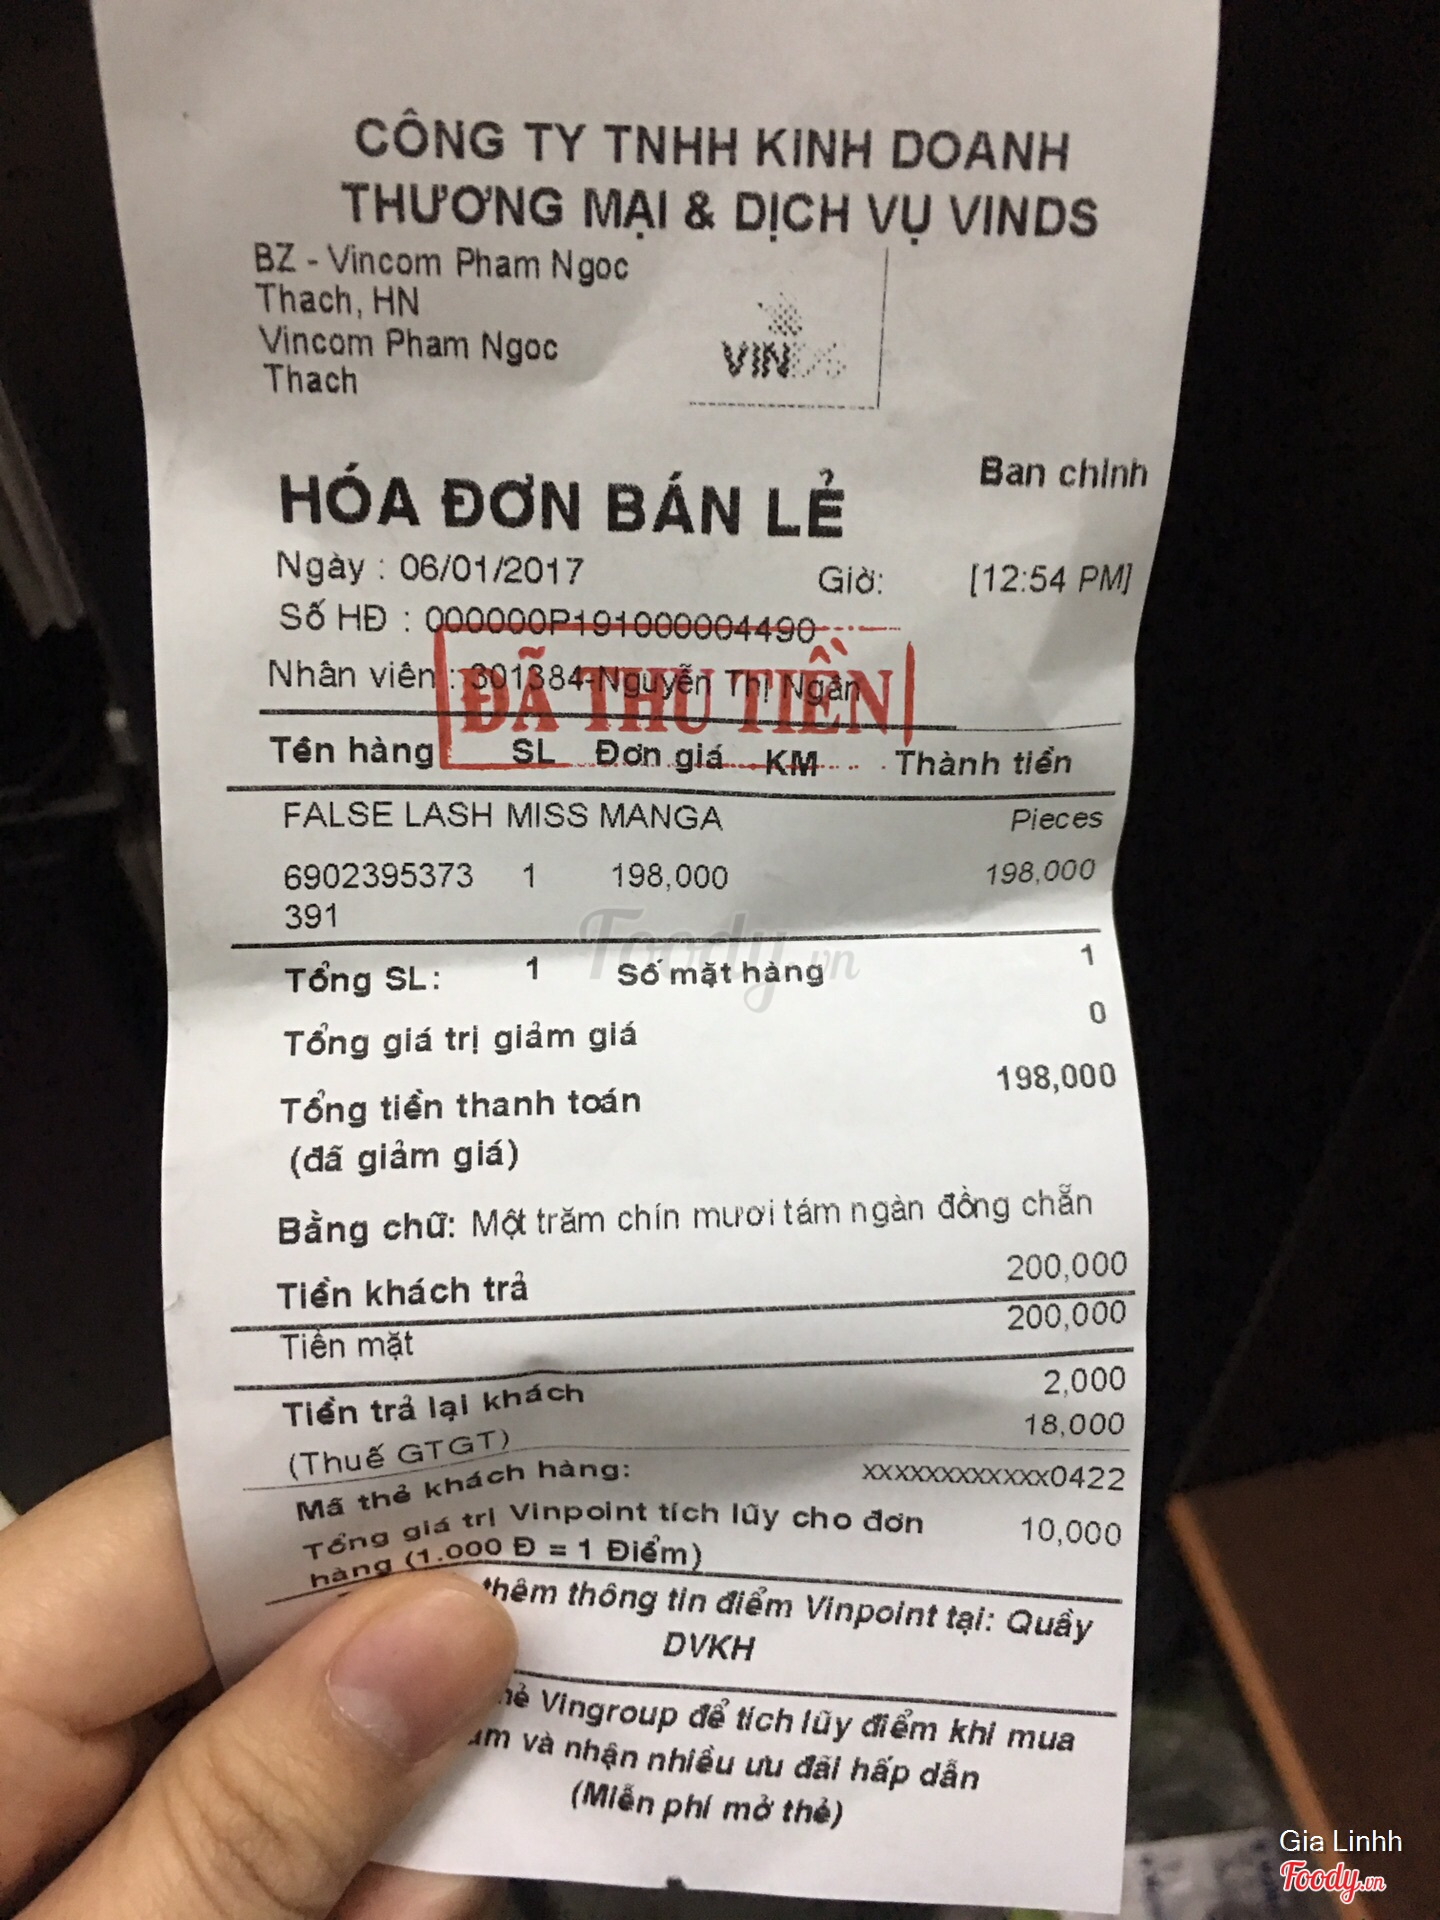 CÔNG TY TNHH KINH DOANH
THƯƠNG MẠI & DỊCH VỤ VINDS
BZ - Vincom Pham Ngoc
Thach, HN
Vincom Pham Ngoc
Thach
VINDS
Ban chinh
HÓA ĐƠN BÁN LẺ
Ngày : 06/01/2017 Giờ: [12:54 PM]
Số HĐ : 000000P191000004490
Nhân viên : 301384-Nguyễn Thị Ngân
ĐÃ THU TIỀN
Tên hàng SL Đơn giá KM Thành tiền
FALSE LASH MISS MANGA Pieces
6902395373 1 198,000 198,000
391
Foody.vn
Tổng SL: 1 Số mặt hàng 1
Tổng giá trị giảm giá 0
Tổng tiền thanh toán 198,000
(đã giảm giá)
Bằng chữ: Một trăm chín mươi tám ngàn đồng chẵn
Tiền khách trả 200,000
Tiền mặt 200,000
Tiền trả lại khách 2,000
(Thuế GTGT) 18,000
Mã thẻ khách hàng: xxxxxxxxxxxx0422
Tổng giá trị Vinpoint tích lũy cho đơn 10,000
hàng (1.000 Đ = 1 Điểm)
thêm thông tin điểm Vinpoint tại: Quầy
DVKH
Vingroup để tích lũy điểm khi mua
và nhận nhiều ưu đãi hấp dẫn
(Miễn phí mở thẻ)
Gia Linhh
Foody.vn